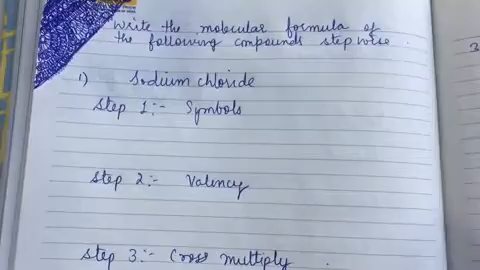 Write the molecular formula of
the following compounds step wise.
1) Sodium chloride
Step 1:- Symbols
Step 2:- Valency
Step 3:- Cross multiply.
3